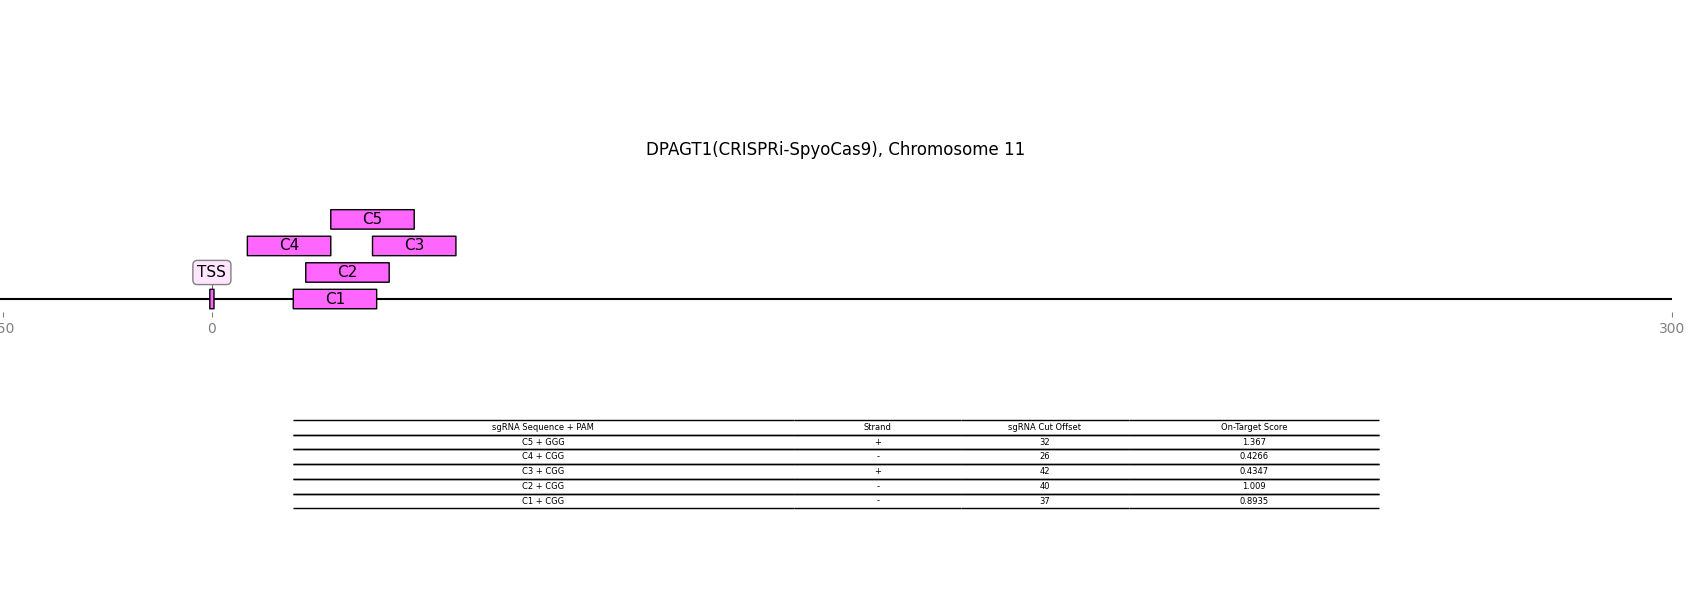 DPAGT1(CRISPRi-SpyoCas9), Chromosome 11
C5
C4 C3
TSS C2
C1
50 0 300
sgRNA Sequence + PAM Strand sgRNA Cut Offset On-Target Score
C5 + GGG + 32 1.367
C4 + CGG - 26 0.4266
C3 + CGG + 42 0.4347
C2 + CGG - 40 1.009
C1 + CGG - 37 0.8935